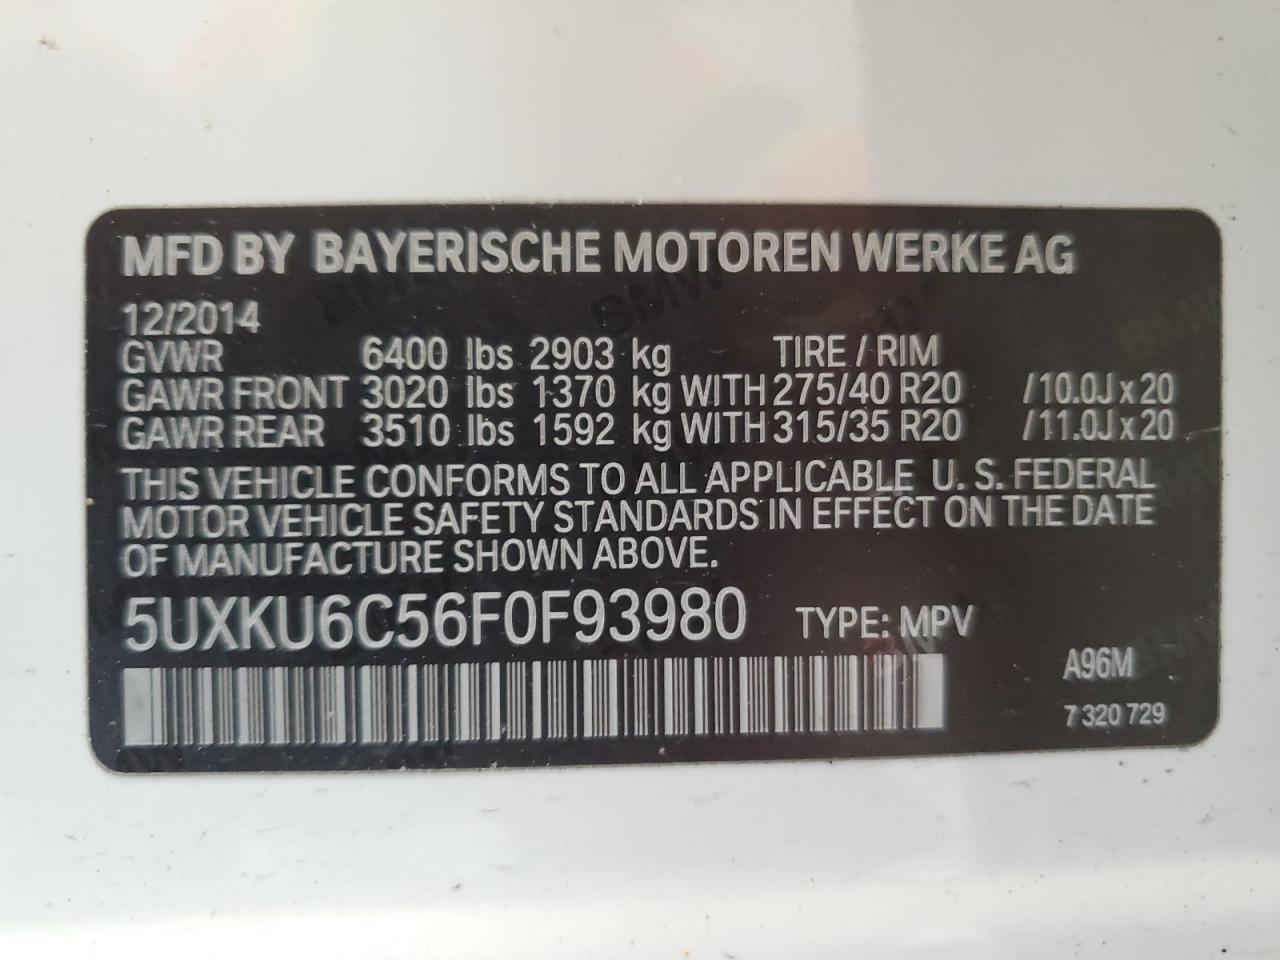 MFD BY BAYERISCHE MOTOREN WERKE AG
12/2014
GVWR 6400 lbs 2903 kg TIRE / RIM
GAWR FRONT 3020 lbs 1370 kg WITH 275/40 R20 /10.0J x 20
GAWR REAR 3510 lbs 1592 kg WITH 315/35 R20 /11.0J x 20
THIS VEHICLE CONFORMS TO ALL APPLICABLE U. S. FEDERAL
MOTOR VEHICLE SAFETY STANDARDS IN EFFECT ON THE DATE
OF MANUFACTURE SHOWN ABOVE.
5UXKU6C56F0F93980 TYPE: MPV
A96M
7 320 729